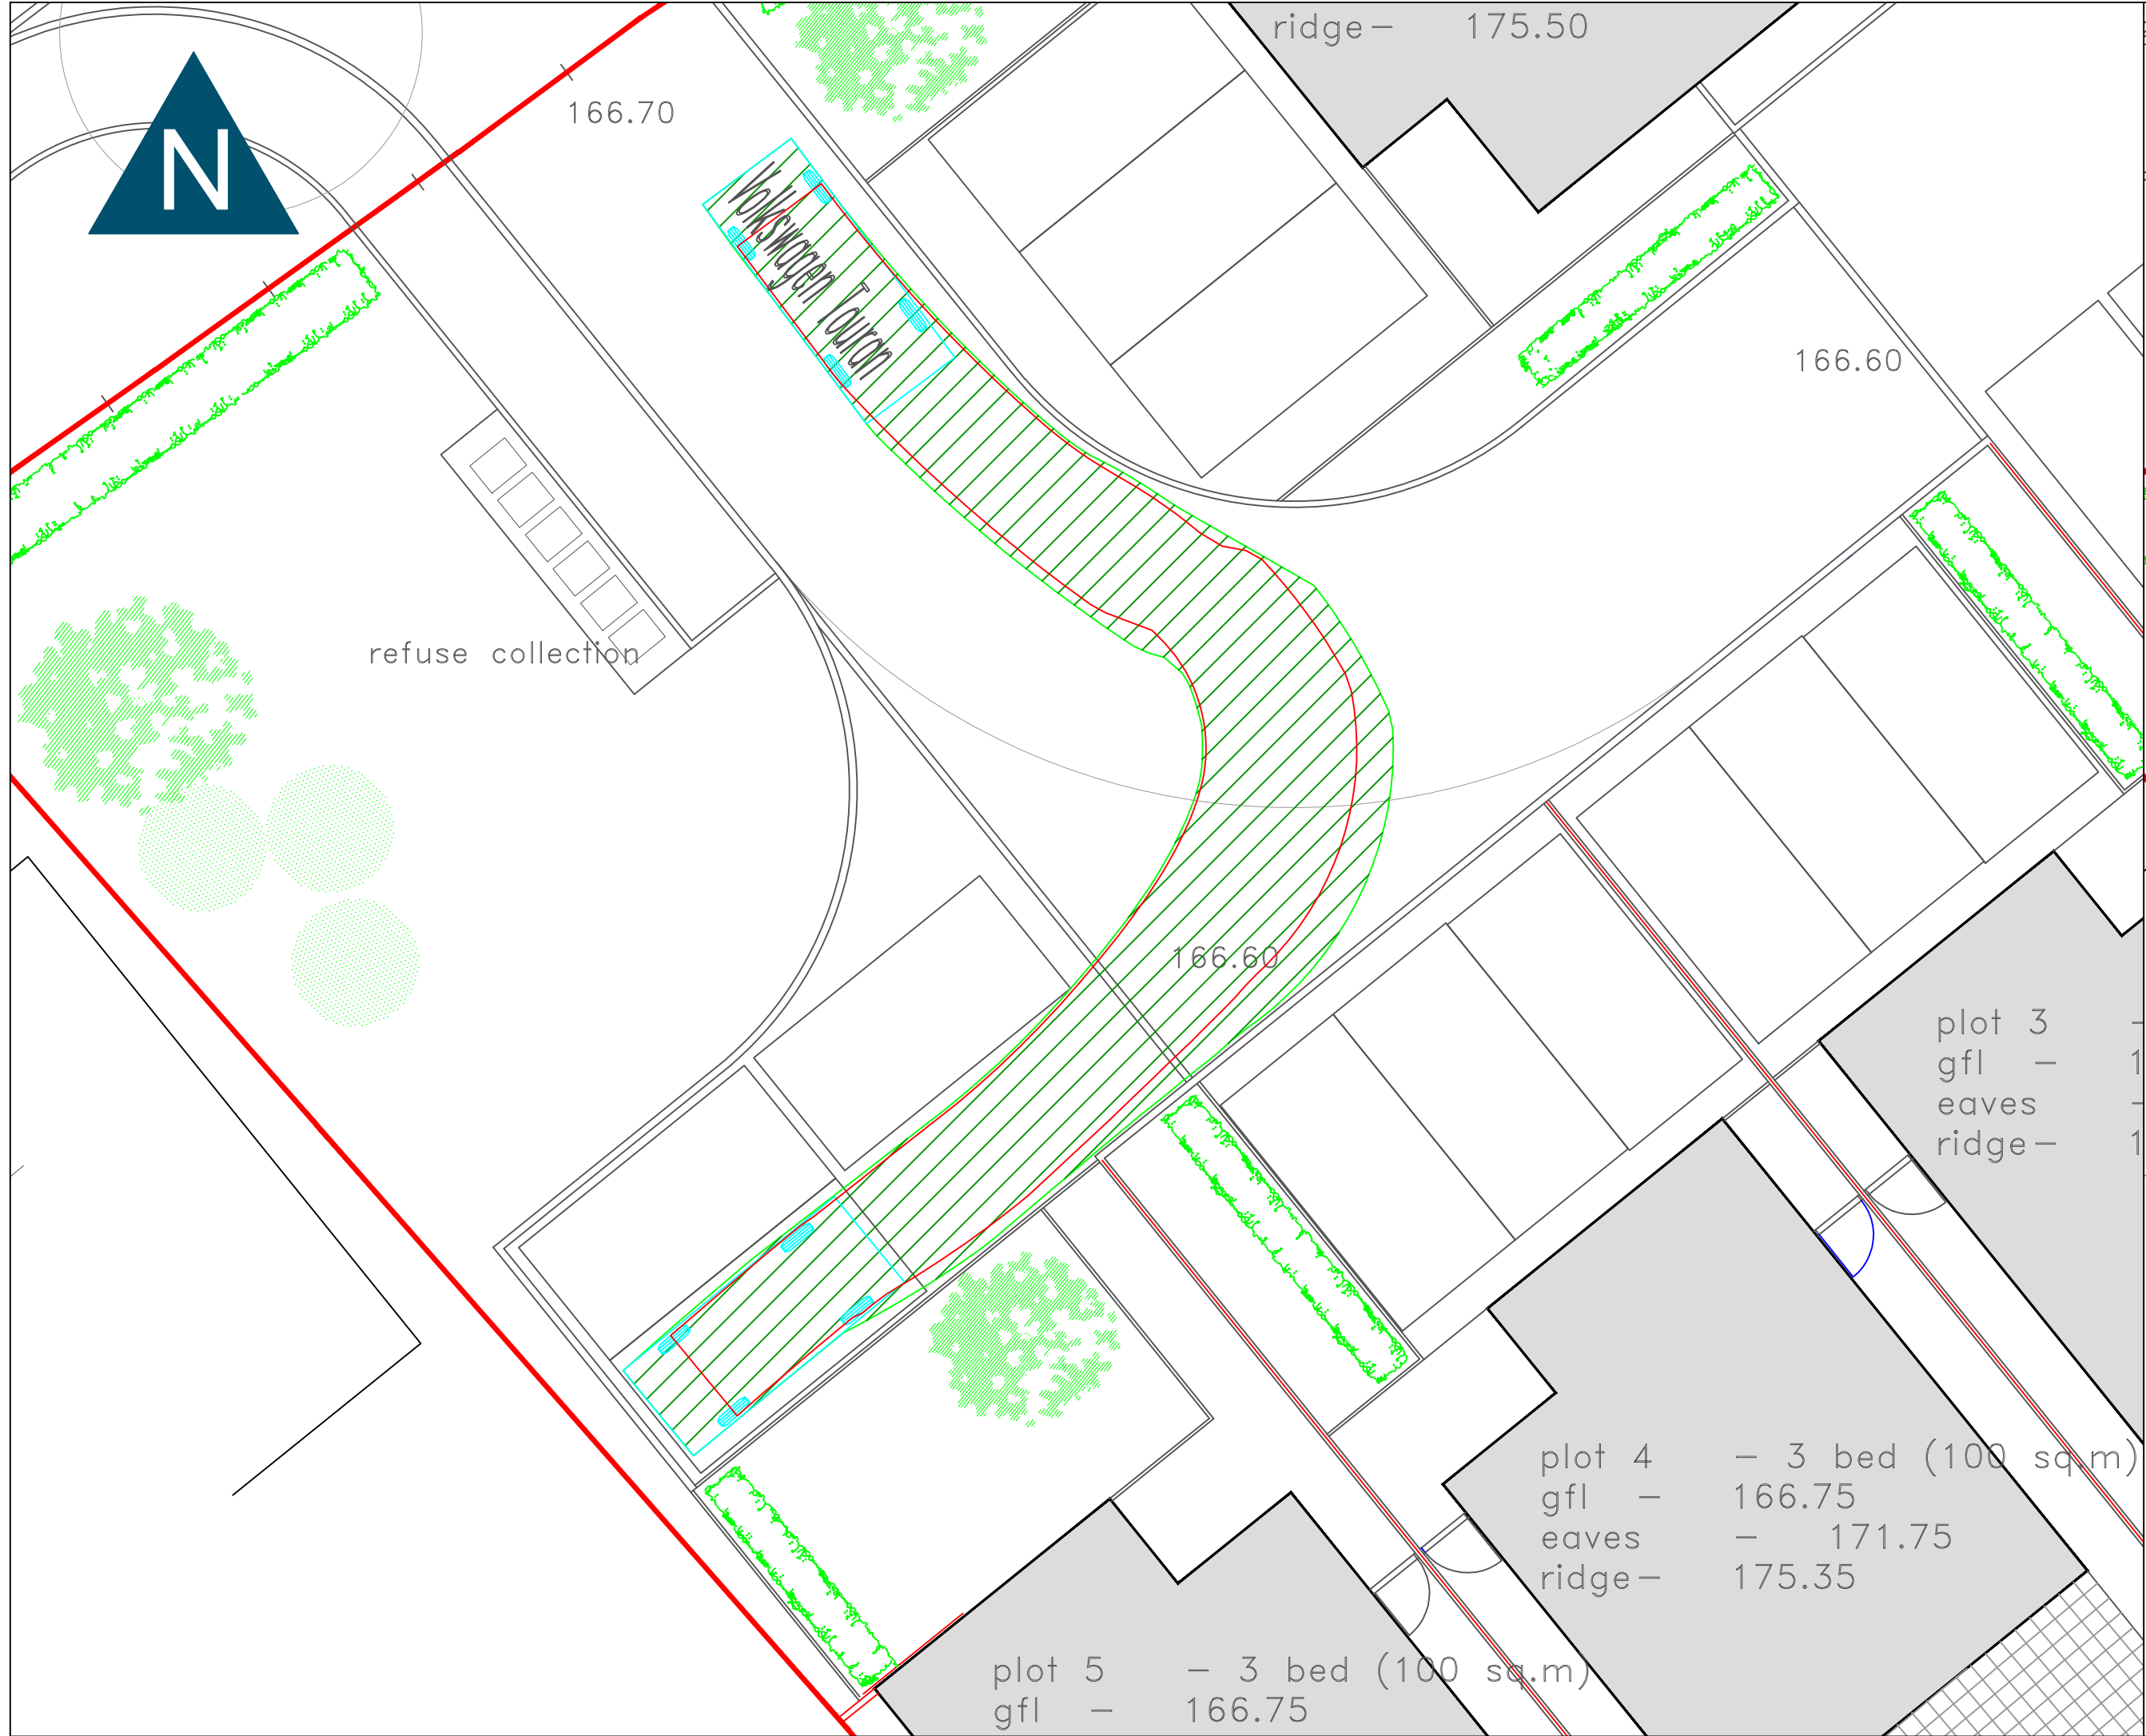 ridge- 175.50
N
166.70
Volkswagen Touran
166.60
refuse collection
166.60
plot 3 -
gfl - 1
eaves -
ridge- 1
plot 4 - 3 bed (100 sq.m)
gfl - 166.75
eaves - 171.75
ridge- 175.35
plot 5 - 3 bed (100 sq.m)
gfl - 166.75